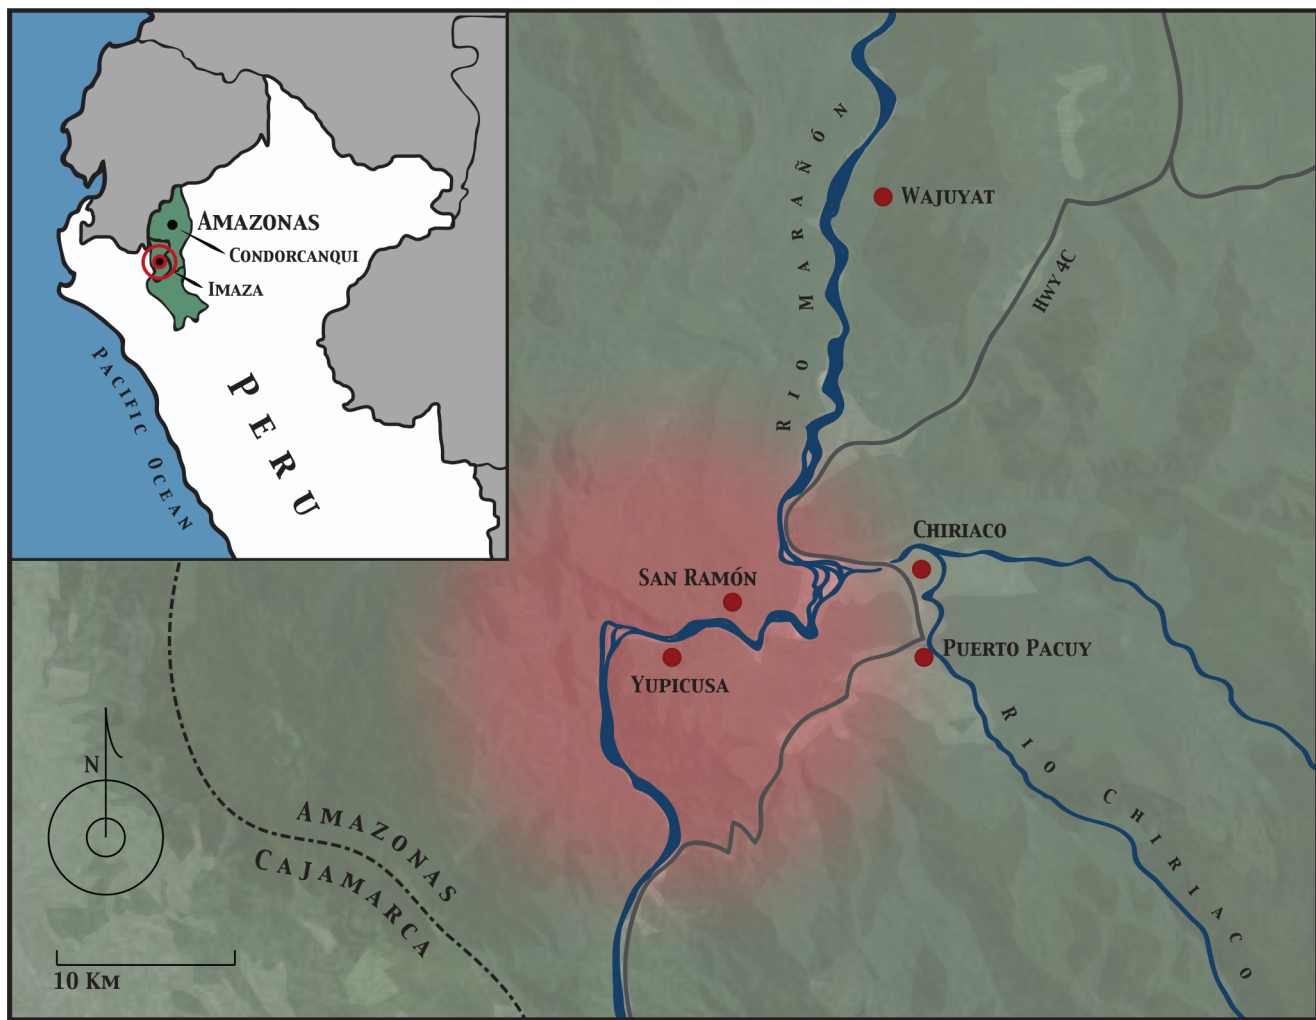 Amazonas
Condorcanqui
Imaza
Pacific Ocean
Peru
Rio Marañón
Wajuyat
Hwy 4C
Chiriaco
San Ramón
Puerto Pacuy
Yupicusa
Rio Chiriaco
N
Amazonas
Cajamarca
10 Km